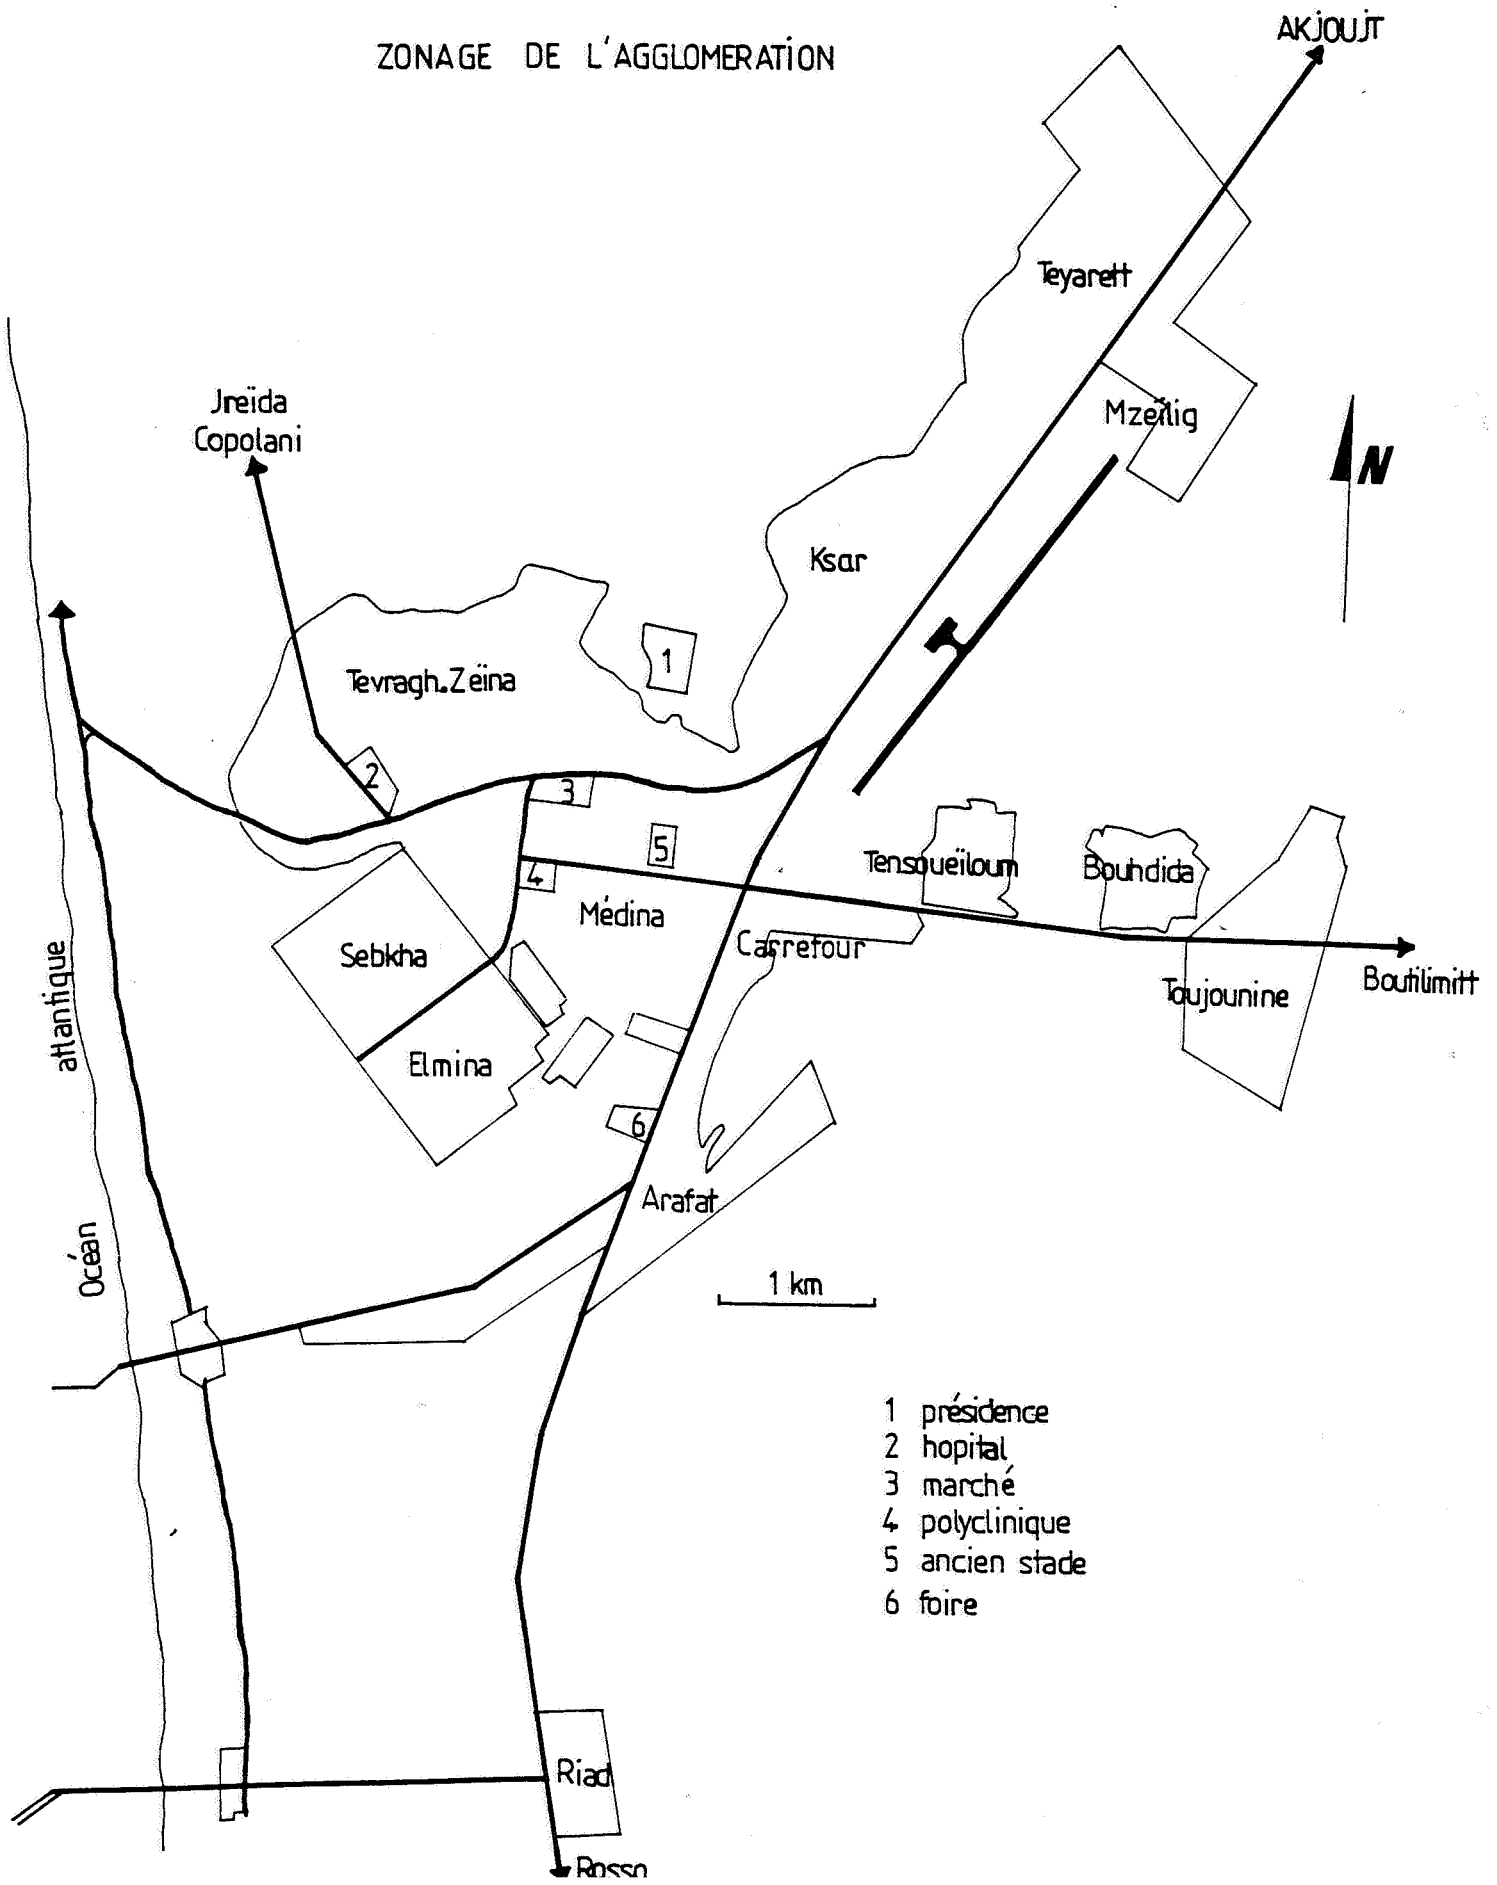 ZONAGE DE L'AGGLOMERATION
AKJOUJT
Teyarett
Jreïda
Copolani
Mzeïlig
N
Ksar
1
Tevragh.Zeïna
2
3
5
4
Tensoueïloum
Bouhdida
Médina
Carrefour
Sebkha
Boutilimitt
Toujounine
Elmina
6
Océan attlantique
Arafat
1 km
1 présidence
2 hopital
3 marché
4 polyclinique
5 ancien stade
6 foire
Riad
Rosso